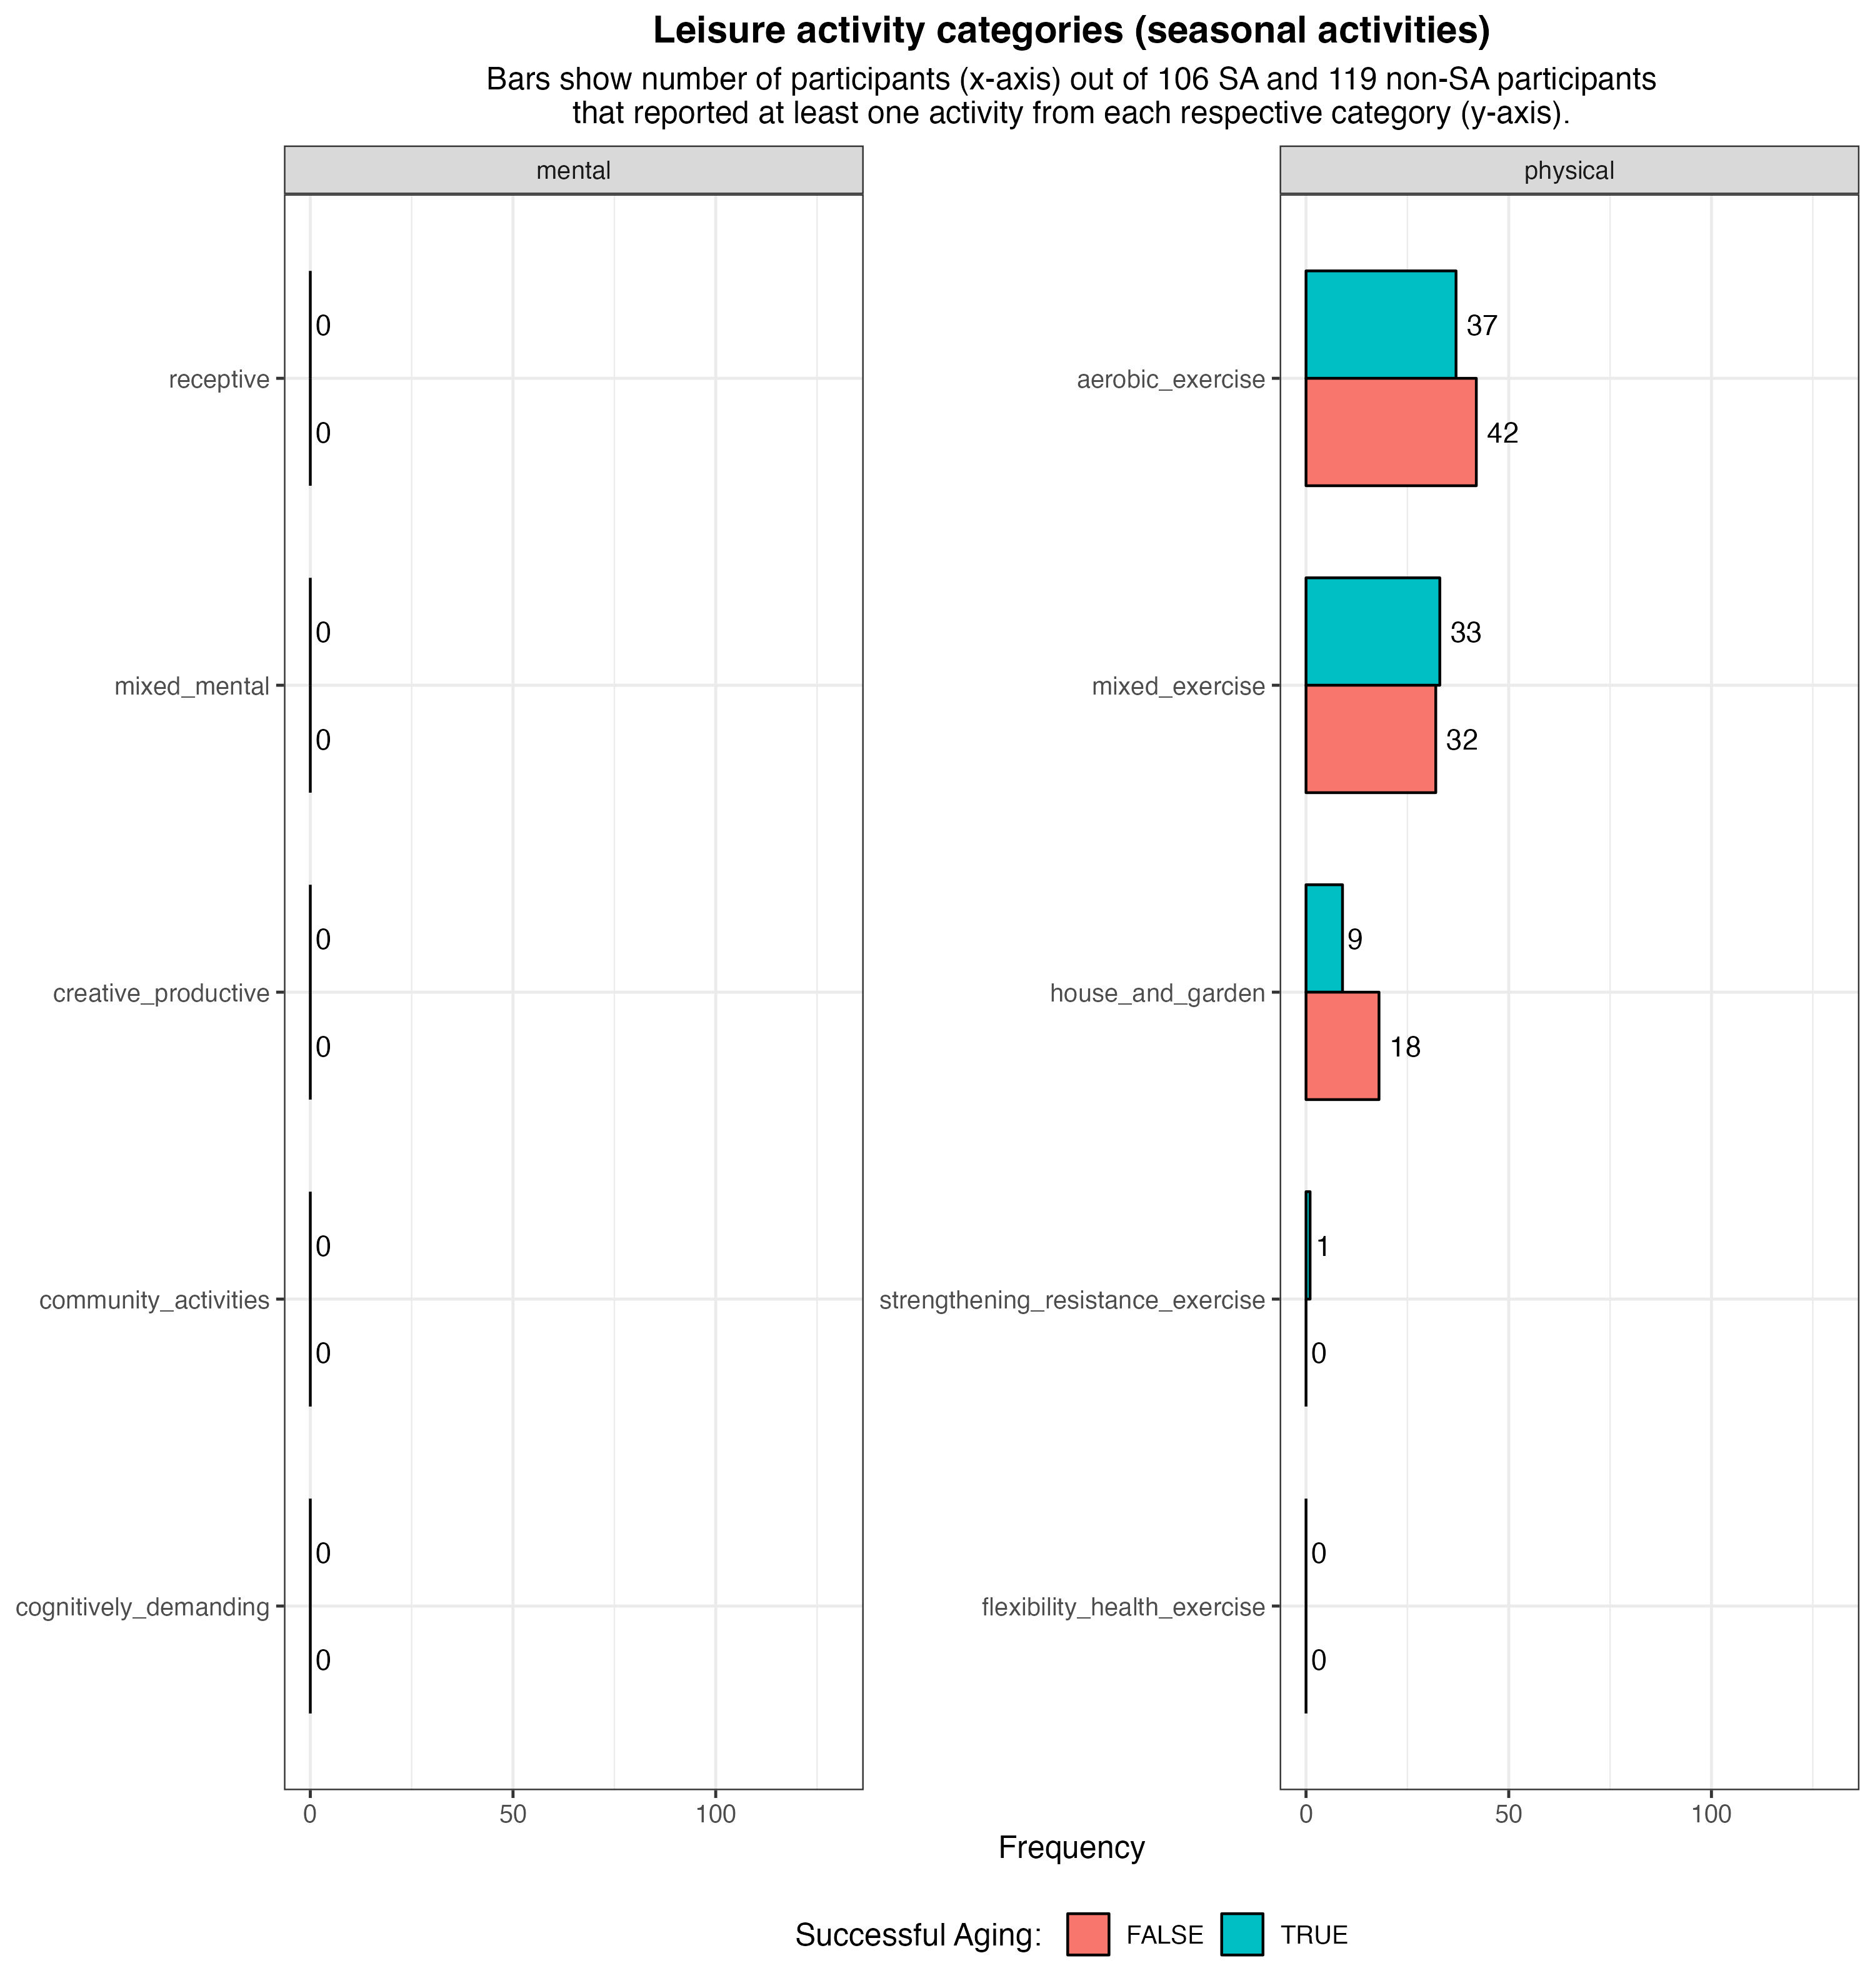 Leisure activity categories (seasonal activities)
Bars show number of participants (x-axis) out of 106 SA and 119 non-SA participants
that reported at least one activity from each respective category (y-axis).
mental
receptive
0
0
mixed_mental
0
0
creative_productive
0
0
community_activities
0
0
cognitively_demanding
0
0
0 50 100
physical
aerobic_exercise
37
42
mixed_exercise
33
32
house_and_garden
9
18
strengthening_resistance_exercise
1
0
flexibility_health_exercise
0
0
0 50 100
Frequency
Successful Aging: FALSE TRUE